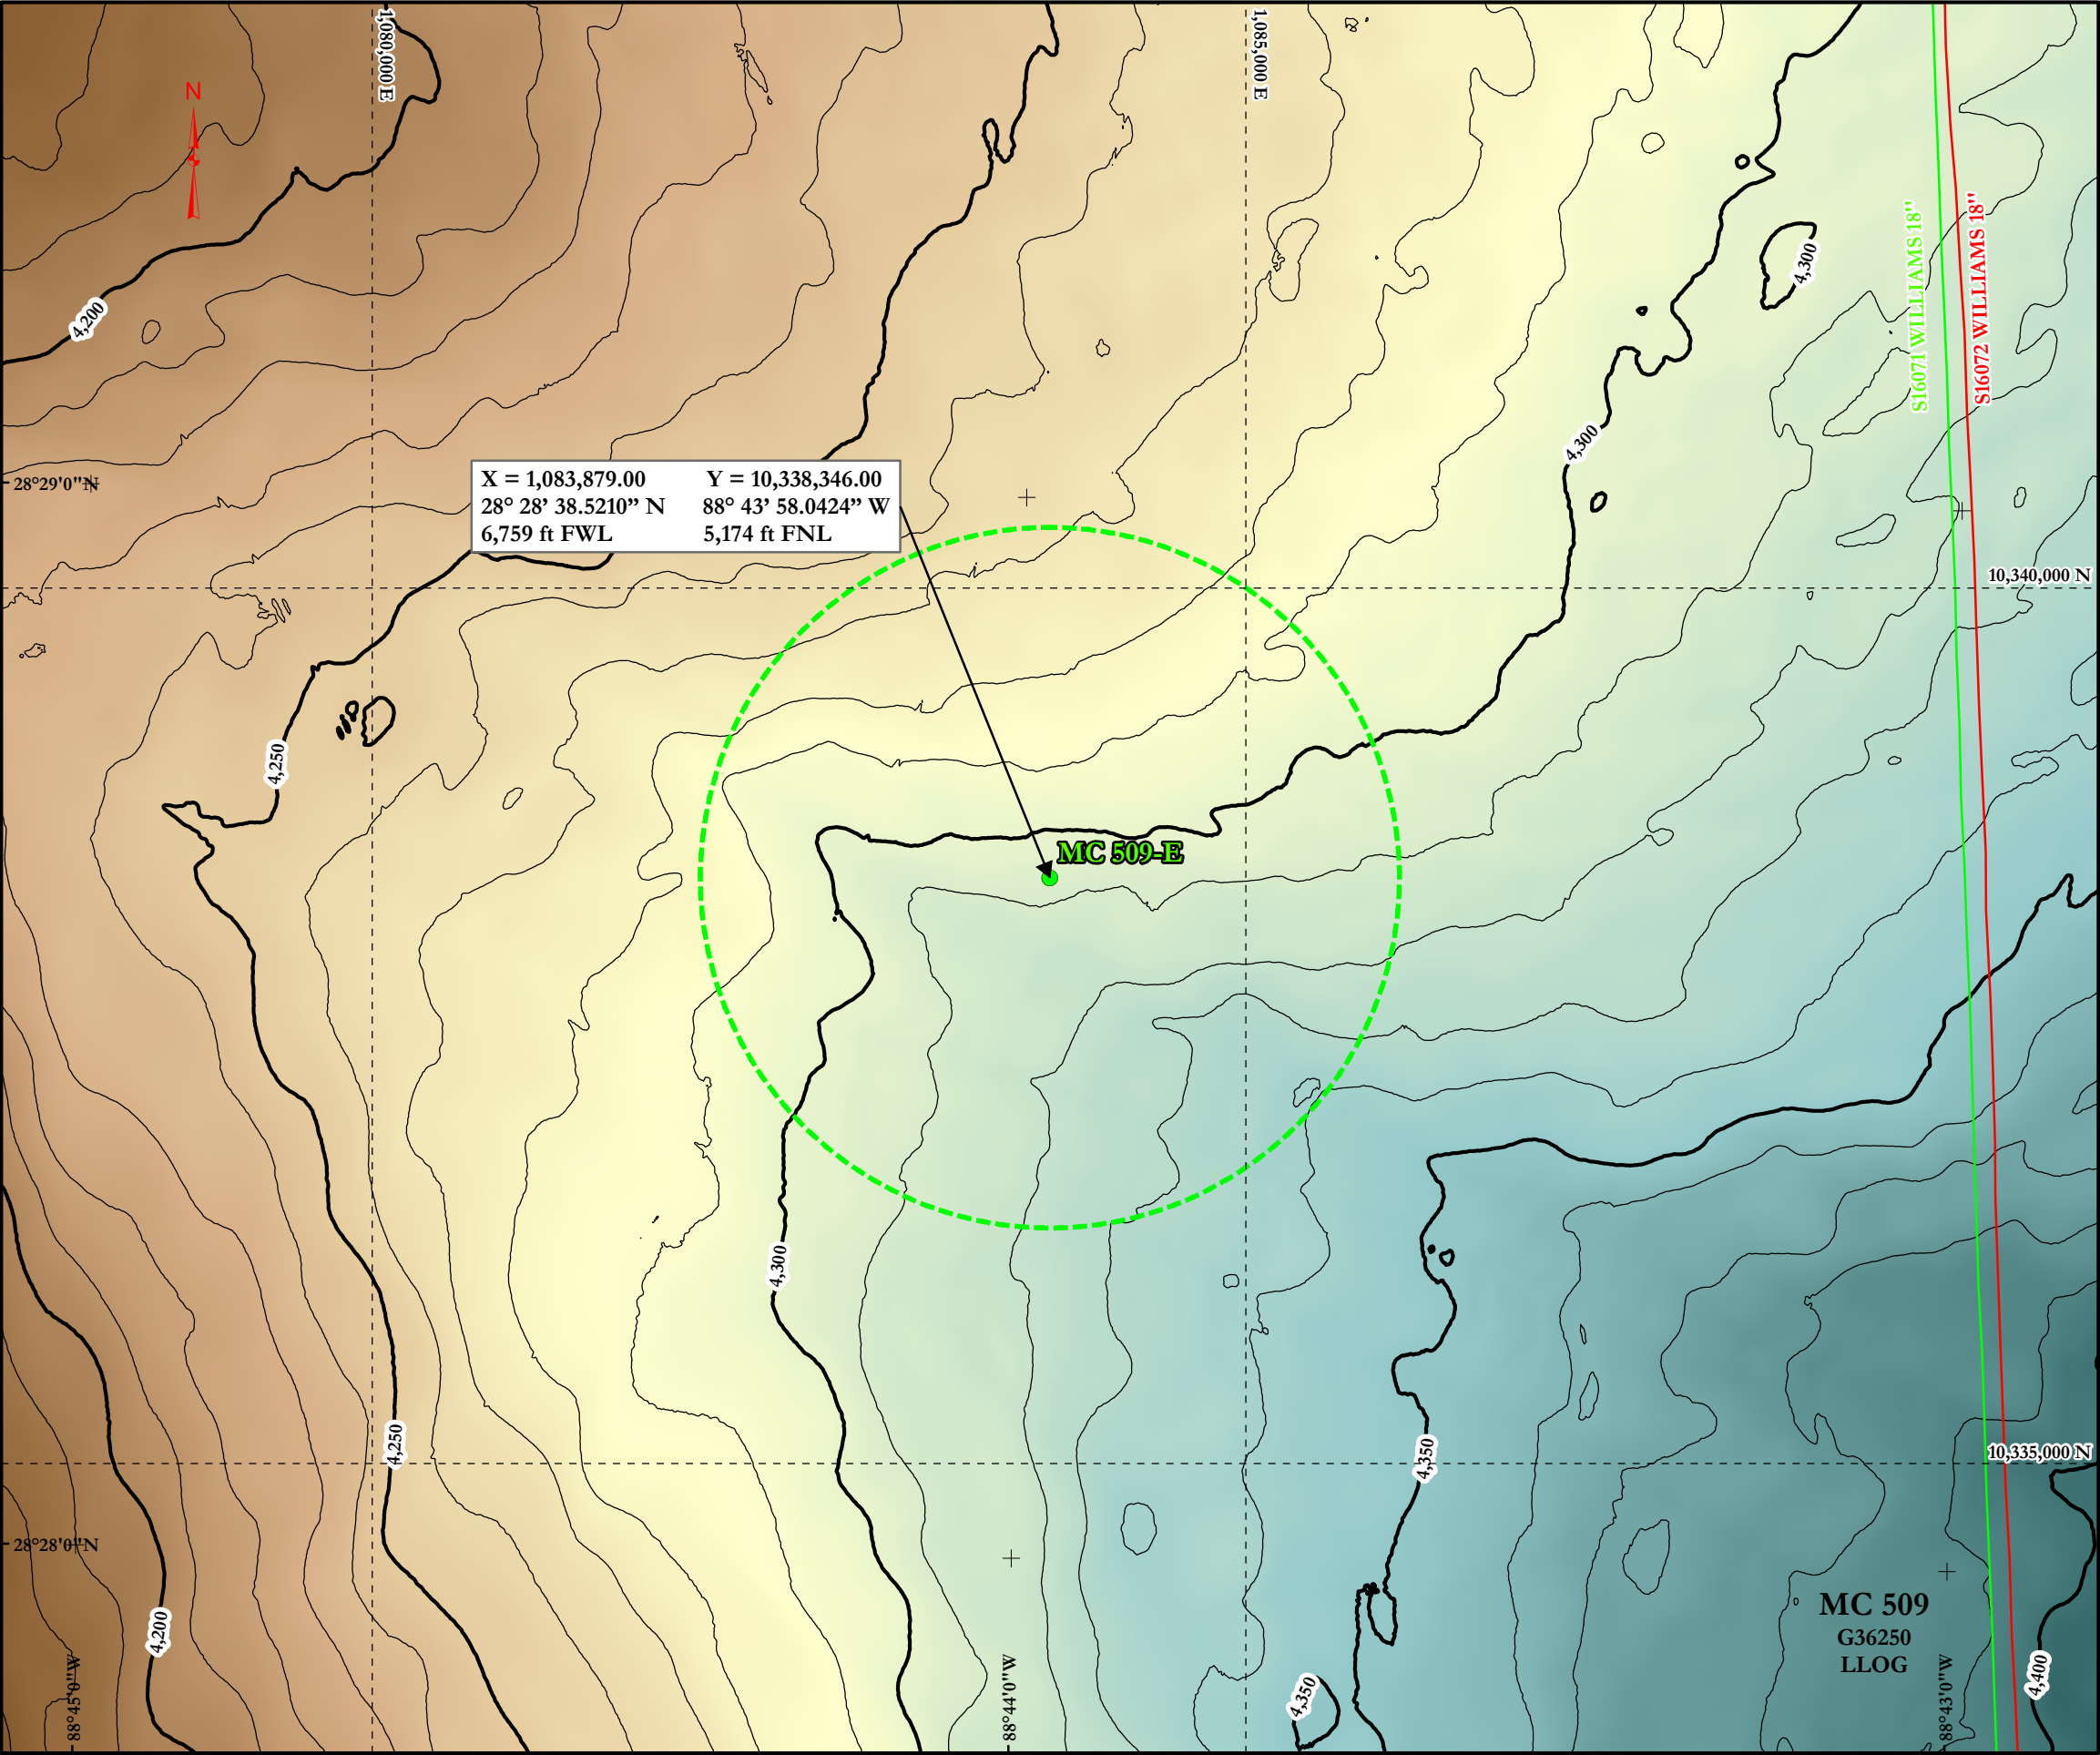 1,080,000 E
1,085,000 E
N
S16071 WILLIAMS 18"
S16072 WILLIAMS 18"
4,300
4,200
4,300
28°29'0"N
X = 1,083,879.00 Y = 10,338,346.00
28° 28’ 38.5210” N 88° 43’ 58.0424” W
6,759 ft FWL 5,174 ft FNL
10,340,000 N
4,250
MC 509-E
4,300
4,250
4,350
10,335,000 N
28°28'0"N
4,200
MC 509
G36250
LLOG
4,350
4,400
88°45'0"W
88°44'0"W
88°43'0"W